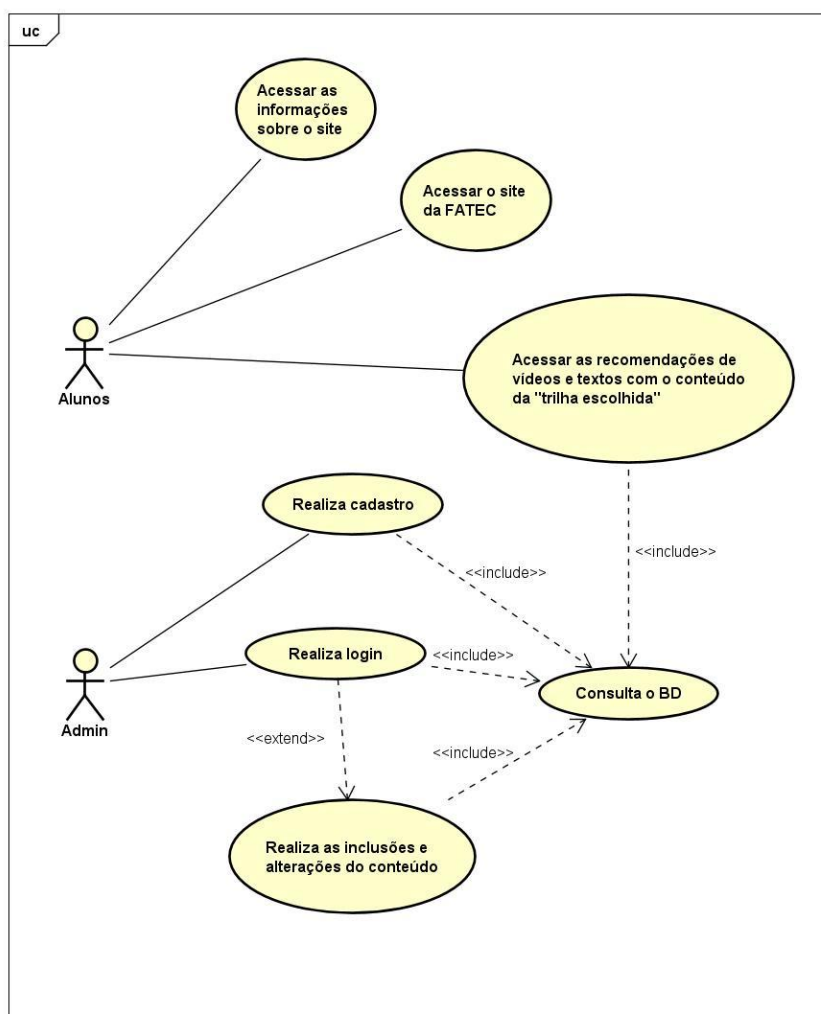 uc
Acessar as
informações
sobre o site
Acessar o site
da FATEC
Acessar as recomendações de
vídeos e textos com o conteúdo
da "trilha escolhida"
Alunos
Realiza cadastro
<<include>>
<<include>>
Realiza login
<<include>>
Consulta o BD
Admin
<<extend>>
<<include>>
Realiza as inclusões e
alterações do conteúdo